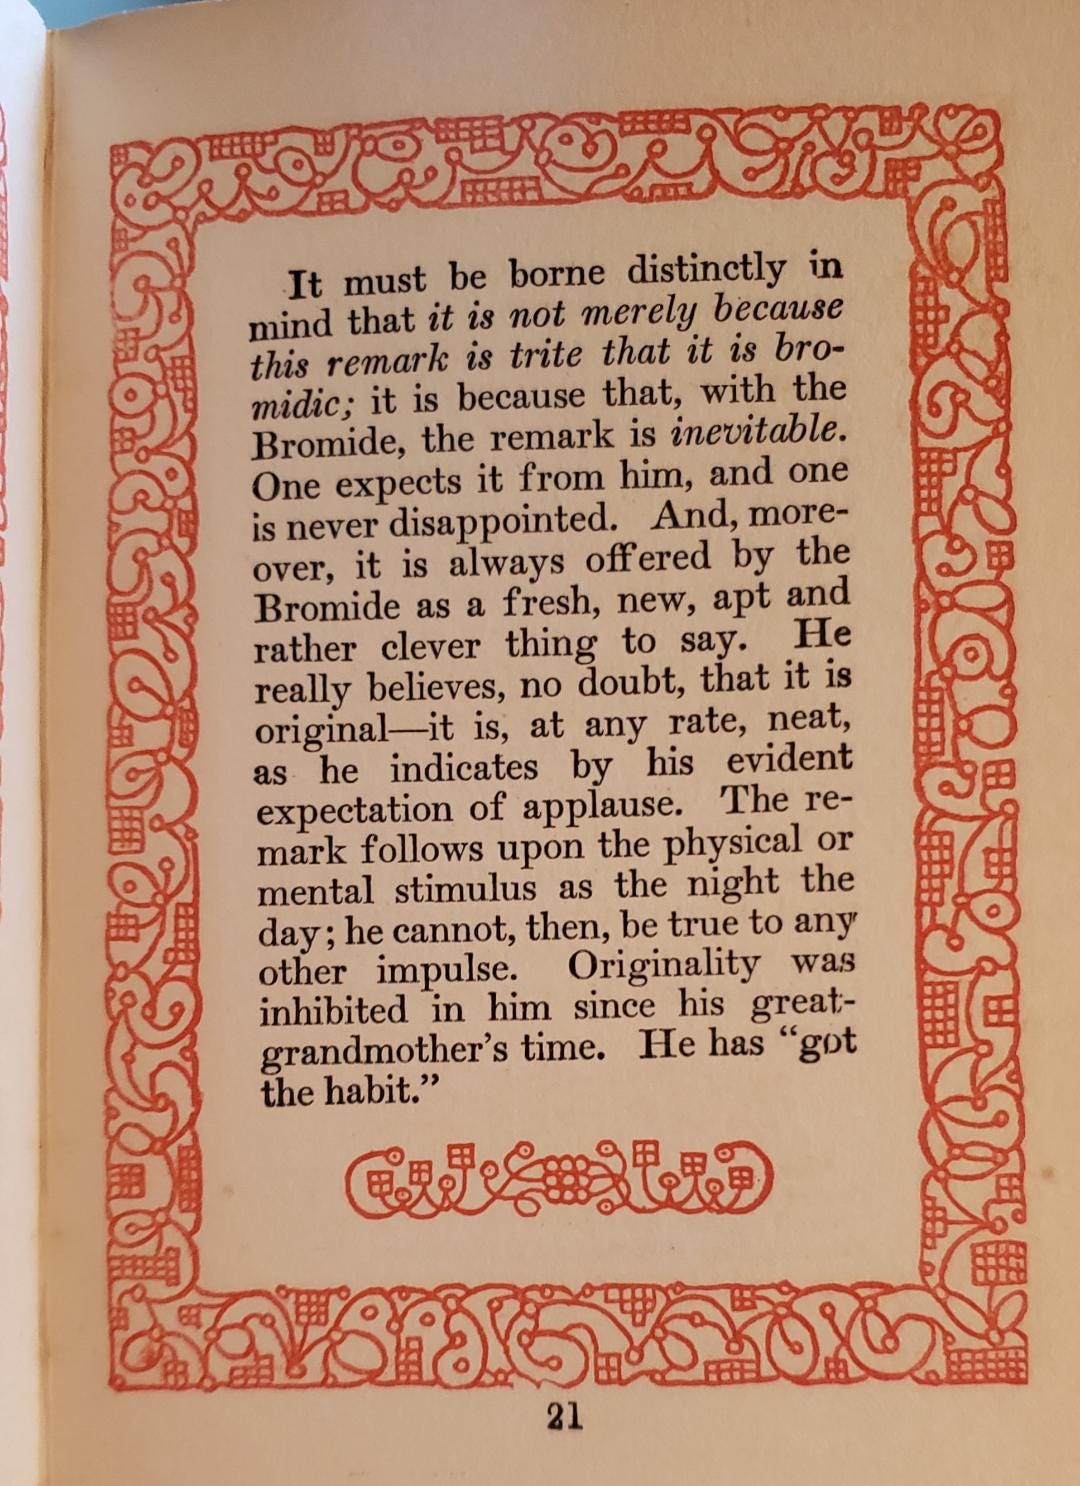 It must be borne distinctly in
mind that it is not merely because
this remark is trite that it is bro-
midic; it is because that, with the
Bromide, the remark is inevitable.
One expects it from him, and one
is never disappointed. And, more-
over, it is always offered by the
Bromide as a fresh, new, apt and
rather clever thing to say. He
really believes, no doubt, that it is
original—it is, at any rate, neat,
as he indicates by his evident
expectation of applause. The re-
mark follows upon the physical or
mental stimulus as the night the
day; he cannot, then, be true to any
other impulse. Originality was
inhibited in him since his great-
grandmother's time. He has “got
the habit.”
21